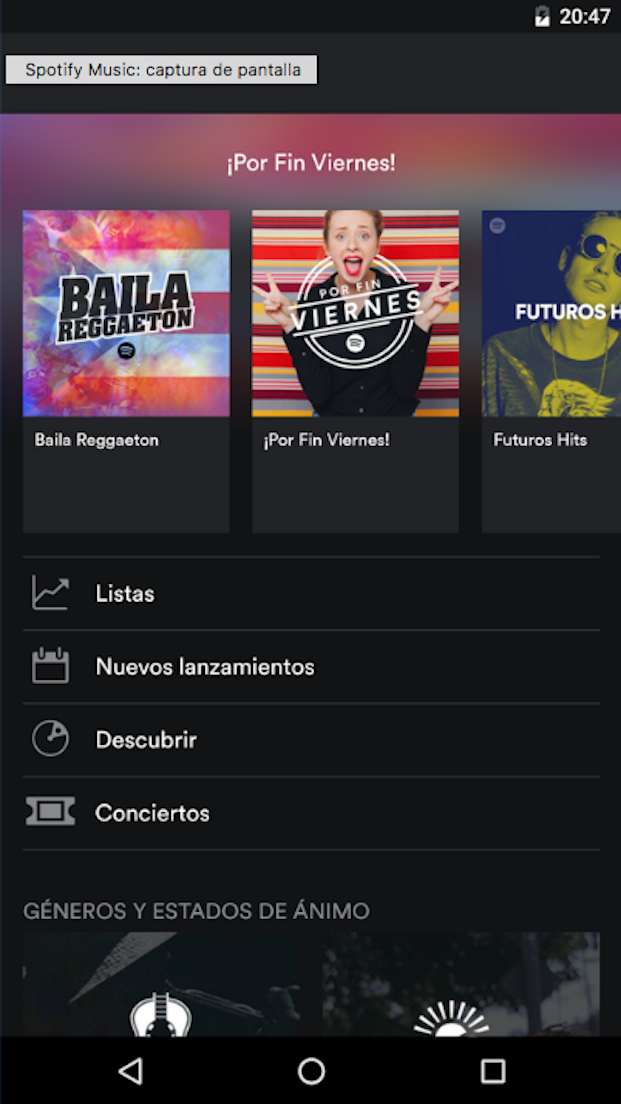 20:47
Spotify Music: captura de pantalla
¡Por Fin Viernes!
BAILA
REGGAETON
POR FIN
VIERNES
FUTUROS H
Baila Reggaeton
¡Por Fin Viernes!
Futuros Hits
Listas
Nuevos lanzamientos
Descubrir
Conciertos
GÉNEROS Y ESTADOS DE ÁNIMO